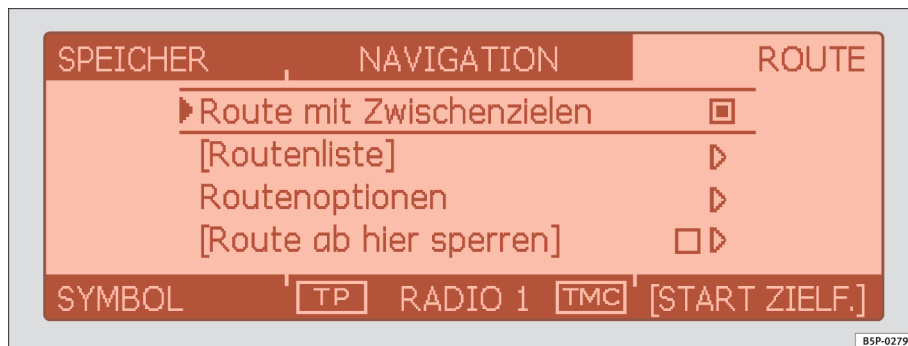 SPEICHER NAVIGATION ROUTE
Route mit Zwischenzielen
[Routenliste]
Routenoptionen
[Route ab hier sperren]
SYMBOL TP RADIO 1 TMC [START ZIELF.]
B5P-0279